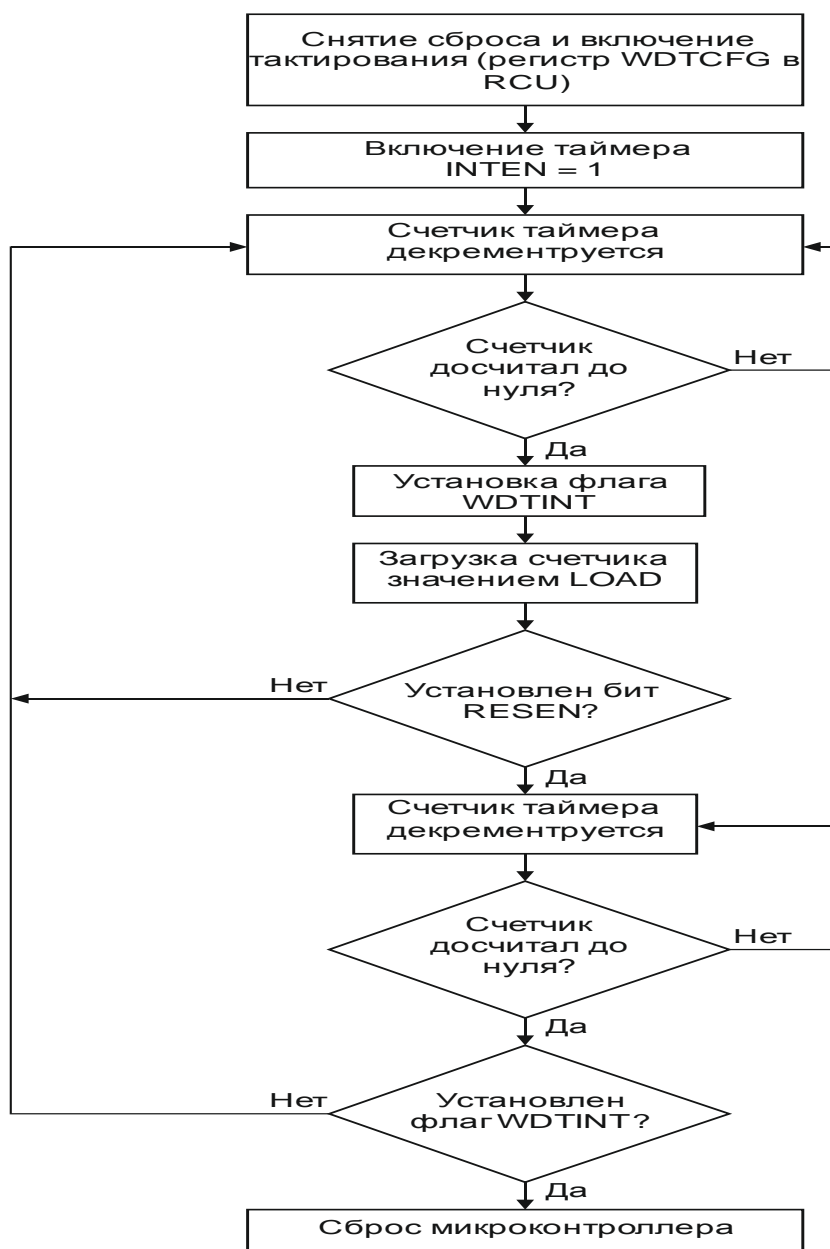 Снятие сброса и включение
тактирования (регистр WDTCFG в
RCU)
Включение таймера
INTEN = 1
Счетчик таймера
декрементруется
Счетчик
досчитал до
нуля?
Нет
Да
Установка флага
WDTINT
Загрузка счетчика
значением LOAD
Нет
Установлен бит
RESEN?
Да
Счетчик таймера
декрементруется
Счетчик
досчитал до
нуля?
Нет
Да
Нет
Установлен
флаг WDTINT?
Да
Сброс микроконтроллера